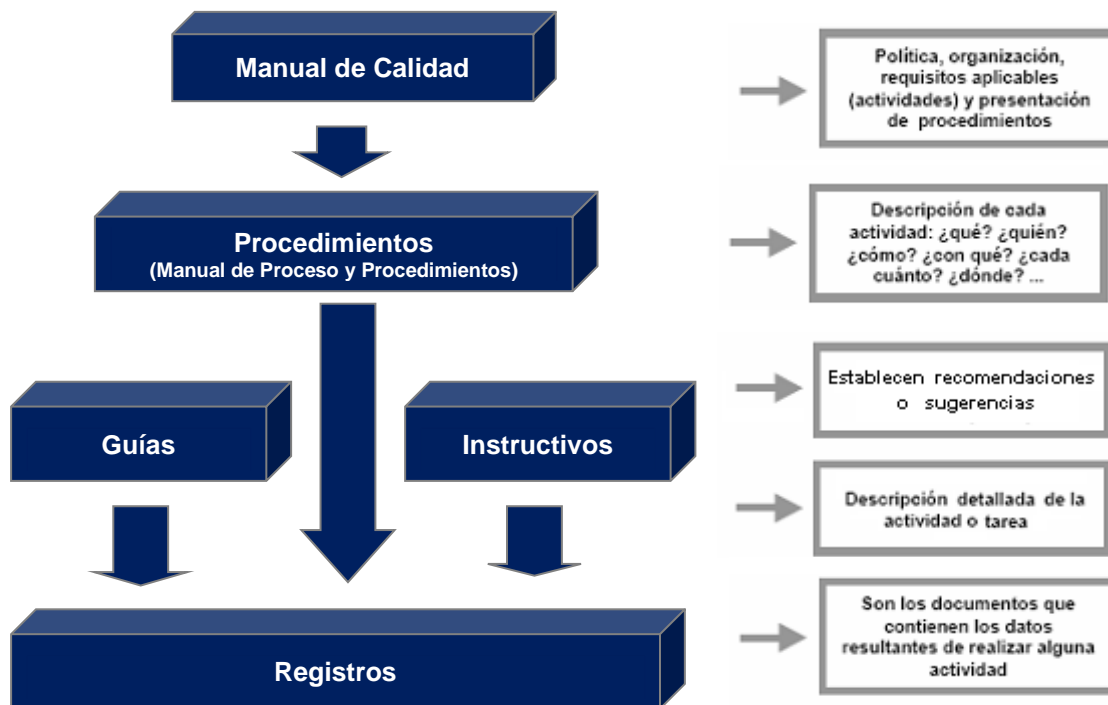 Manual de Calidad
Política, organización,
requisitos aplicables
(actividades) y presentación
de procedimientos
Procedimientos
(Manual de Proceso y Procedimientos)
Descripción de cada
actividad: ¿qué? ¿quién?
¿cómo? ¿con qué? ¿cada
cuánto? ¿dónde? ...
Guías
Instructivos
Establecen recomendaciones
o sugerencias
Descripción detallada de la
actividad o tarea
Registros
Son los documentos que
contienen los datos
resultantes de realizar alguna
actividad